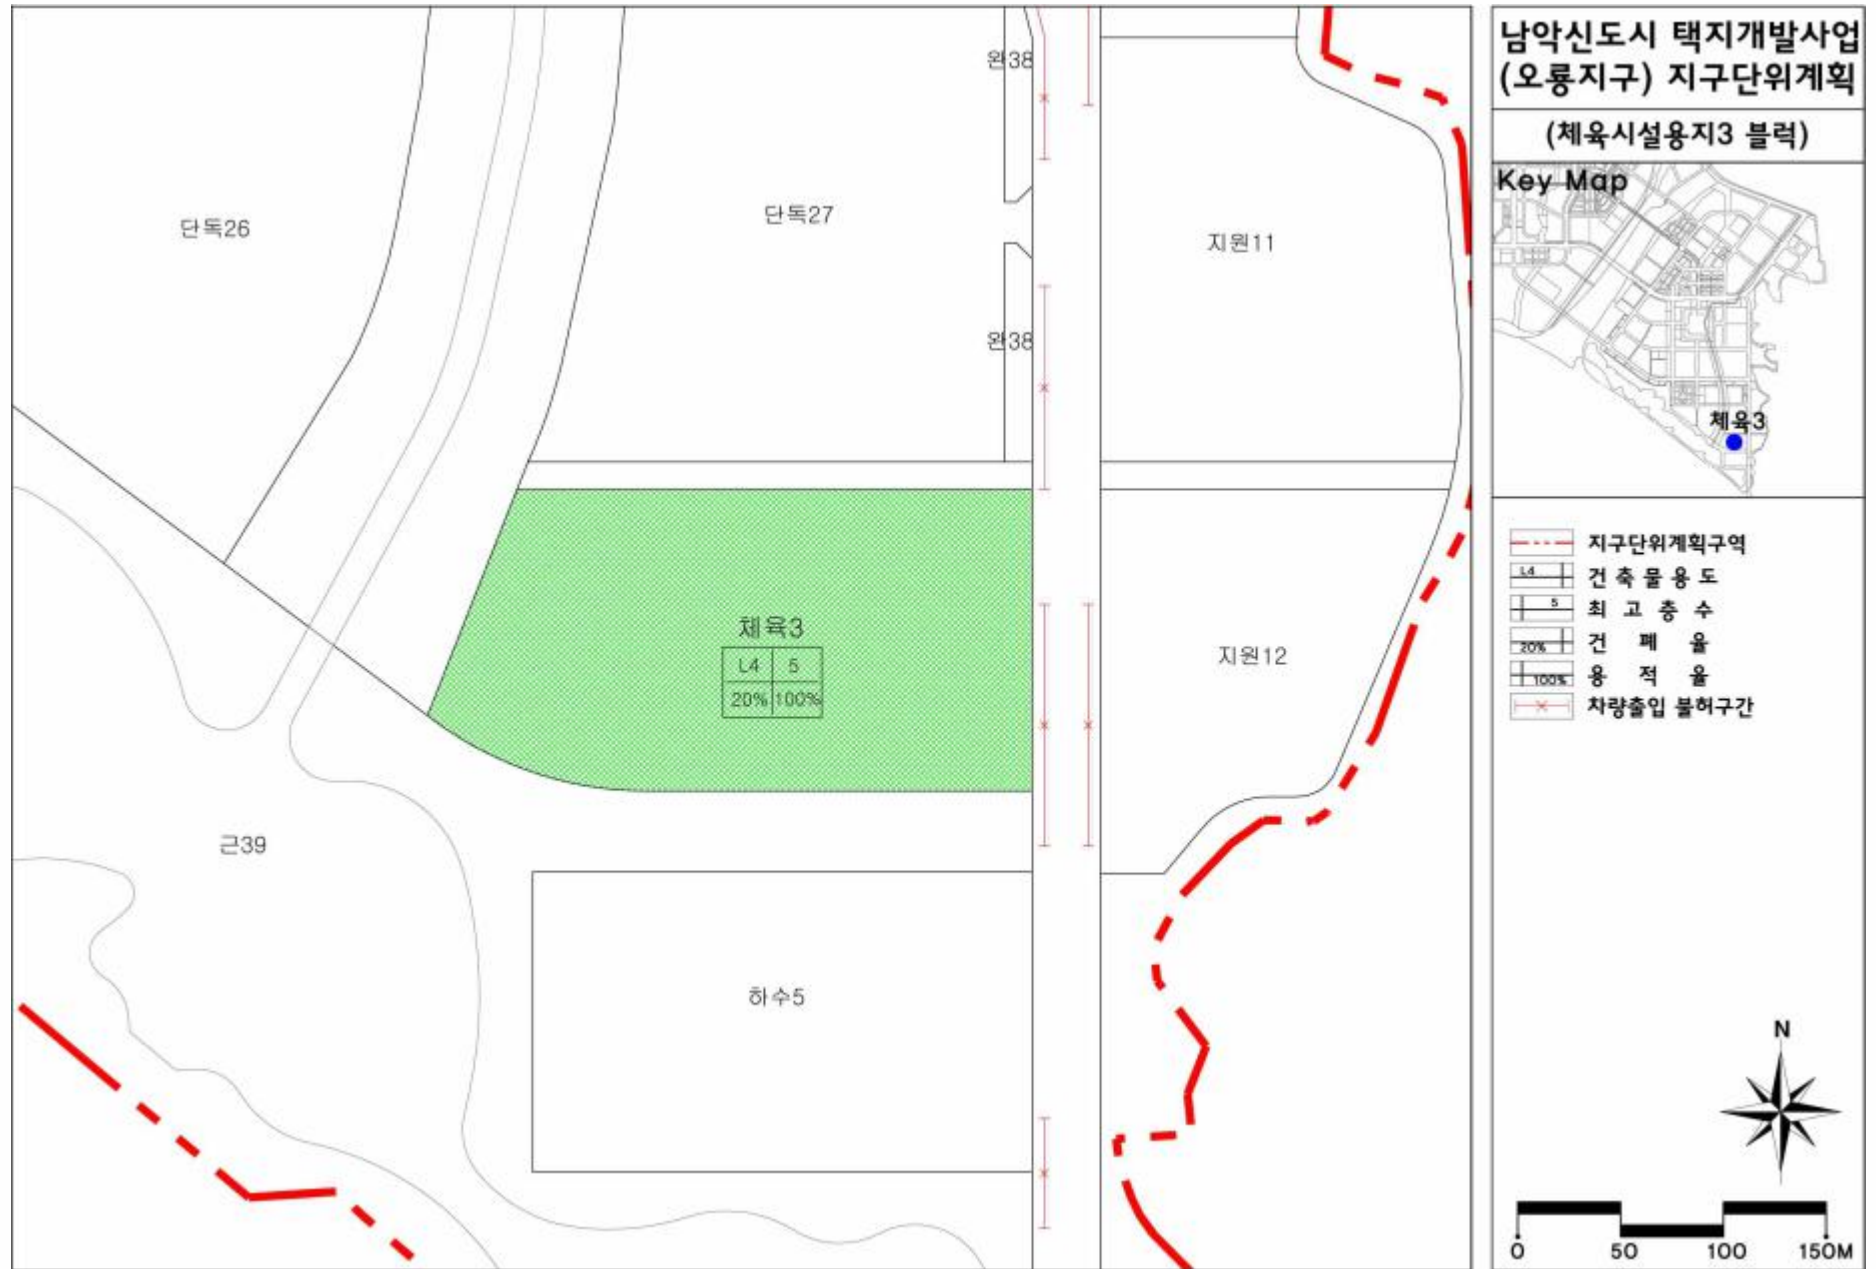 남악신도시 택지개발사업
(오룡지구) 지구단위계획
(체육시설용지3 블럭)
Key Map
체육3
지구단위계획구역
L4 건축물용도
5 최고층수
20% 건폐율
100% 용적율
차량출입 불허구간
N
0 50 100 150M
완38
단독26
단독27
지원11
완38
체육3
L4 5
20% 100%
지원12
근39
하수5